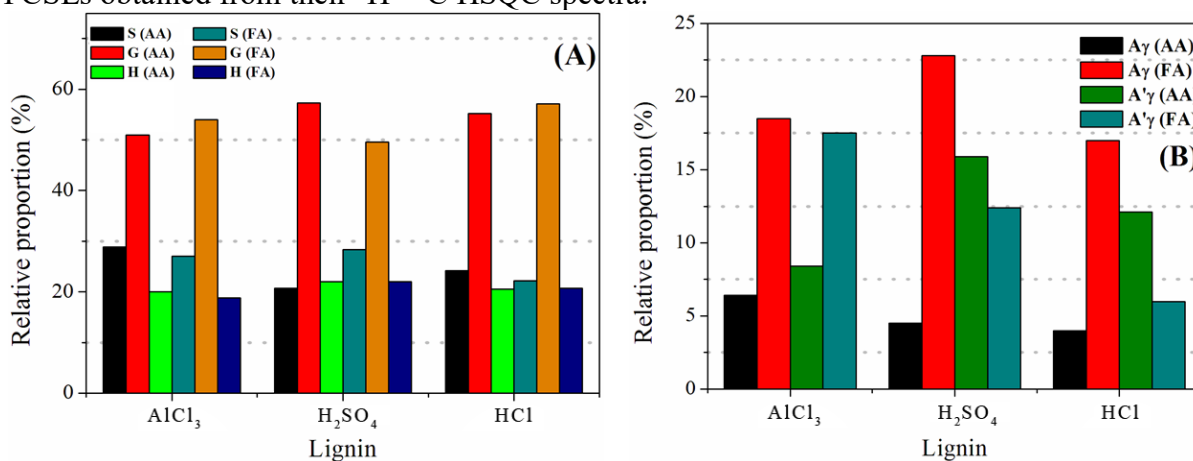 PCSLs obtained from their ¹H–¹³C HSQC spectra.
(A)
S (AA) S (FA)
G (AA) G (FA)
H (AA) H (FA)
Relative proportion (%)
60
40
20
0
AlCl₃ H₂SO₄ HCl
Lignin
(B)
Aγ (AA)
Aγ (FA)
A'γ (AA)
A'γ (FA)
Relative proportion (%)
25
20
15
10
5
0
AlCl₃ H₂SO₄ HCl
Lignin